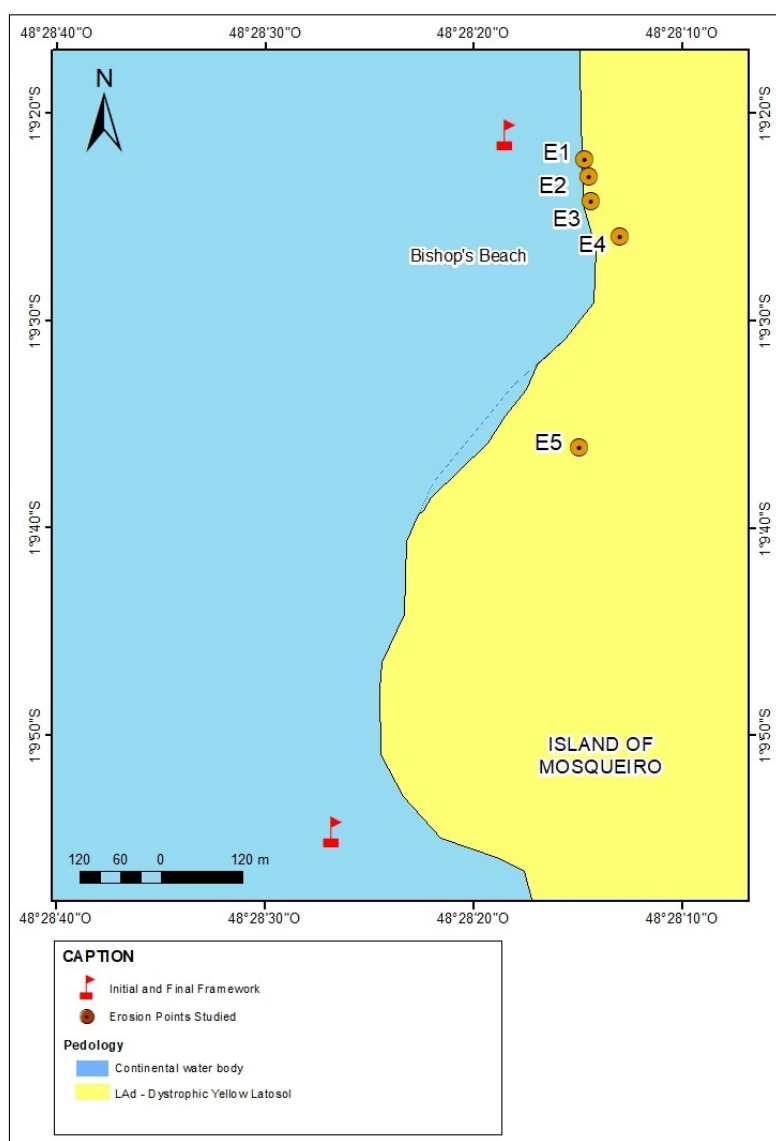 48°28'40"O 48°28'30"O 48°28'20"O 48°28'10"O
N
1°9'20"S 1°9'20"S
E1
E2
E3
E4
Bishop's Beach
1°9'30"S 1°9'30"S
E5
1°9'40"S 1°9'40"S
1°9'50"S 1°9'50"S
ISLAND OF
MOSQUEIRO
120 60 0 120 m
48°28'40"O 48°28'30"O 48°28'20"O 48°28'10"O
CAPTION
Initial and Final Framework
Erosion Points Studied
Pedology
Continental water body
LAd - Dystrophic Yellow Latosol